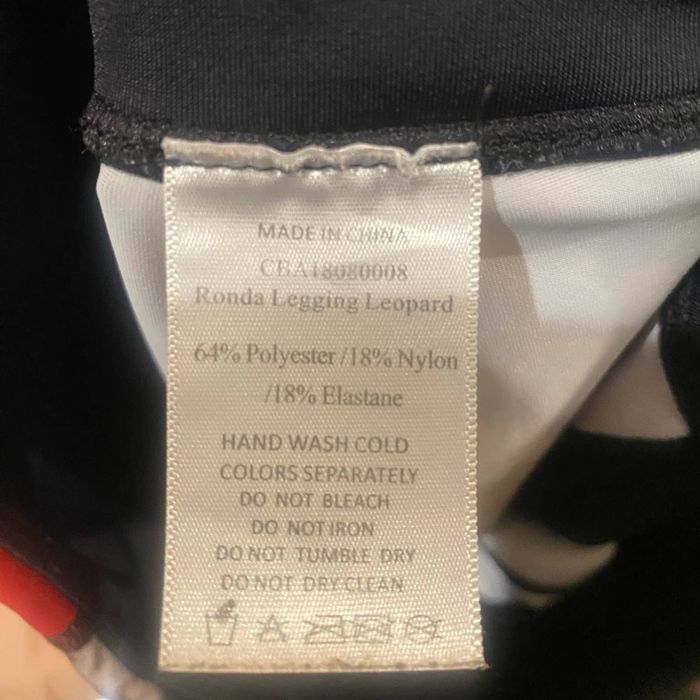 MADE IN CHINA
CBA18080008
Ronda Legging Leopard
64% Polyester /18% Nylon
/18% Elastane
HAND WASH COLD
COLORS SEPARATELY
DO NOT BLEACH
DO NOT IRON
DO NOT TUMBLE DRY
DO NOT DRY CLEAN